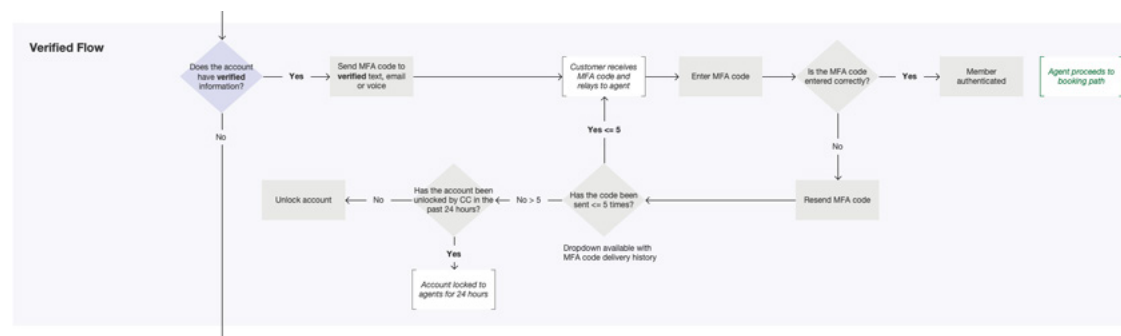 Verified Flow
Does the account
have verified
information?
Yes
Send MFA code to
verified text, email
or voice
Customer receives
MFA code and
relays to agent
Enter MFA code
Is the MFA code
entered correctly?
Yes
Member
authenticated
Agent proceeds to
booking path
No
Yes <= 5
No
Unlock account
No
Has the account been
unlocked by CC in the
past 24 hours?
No > 5
Has the code been
sent <= 5 times?
Resend MFA code
Dropdown available with
MFA code delivery history
Yes
Account locked to
agents for 24 hours